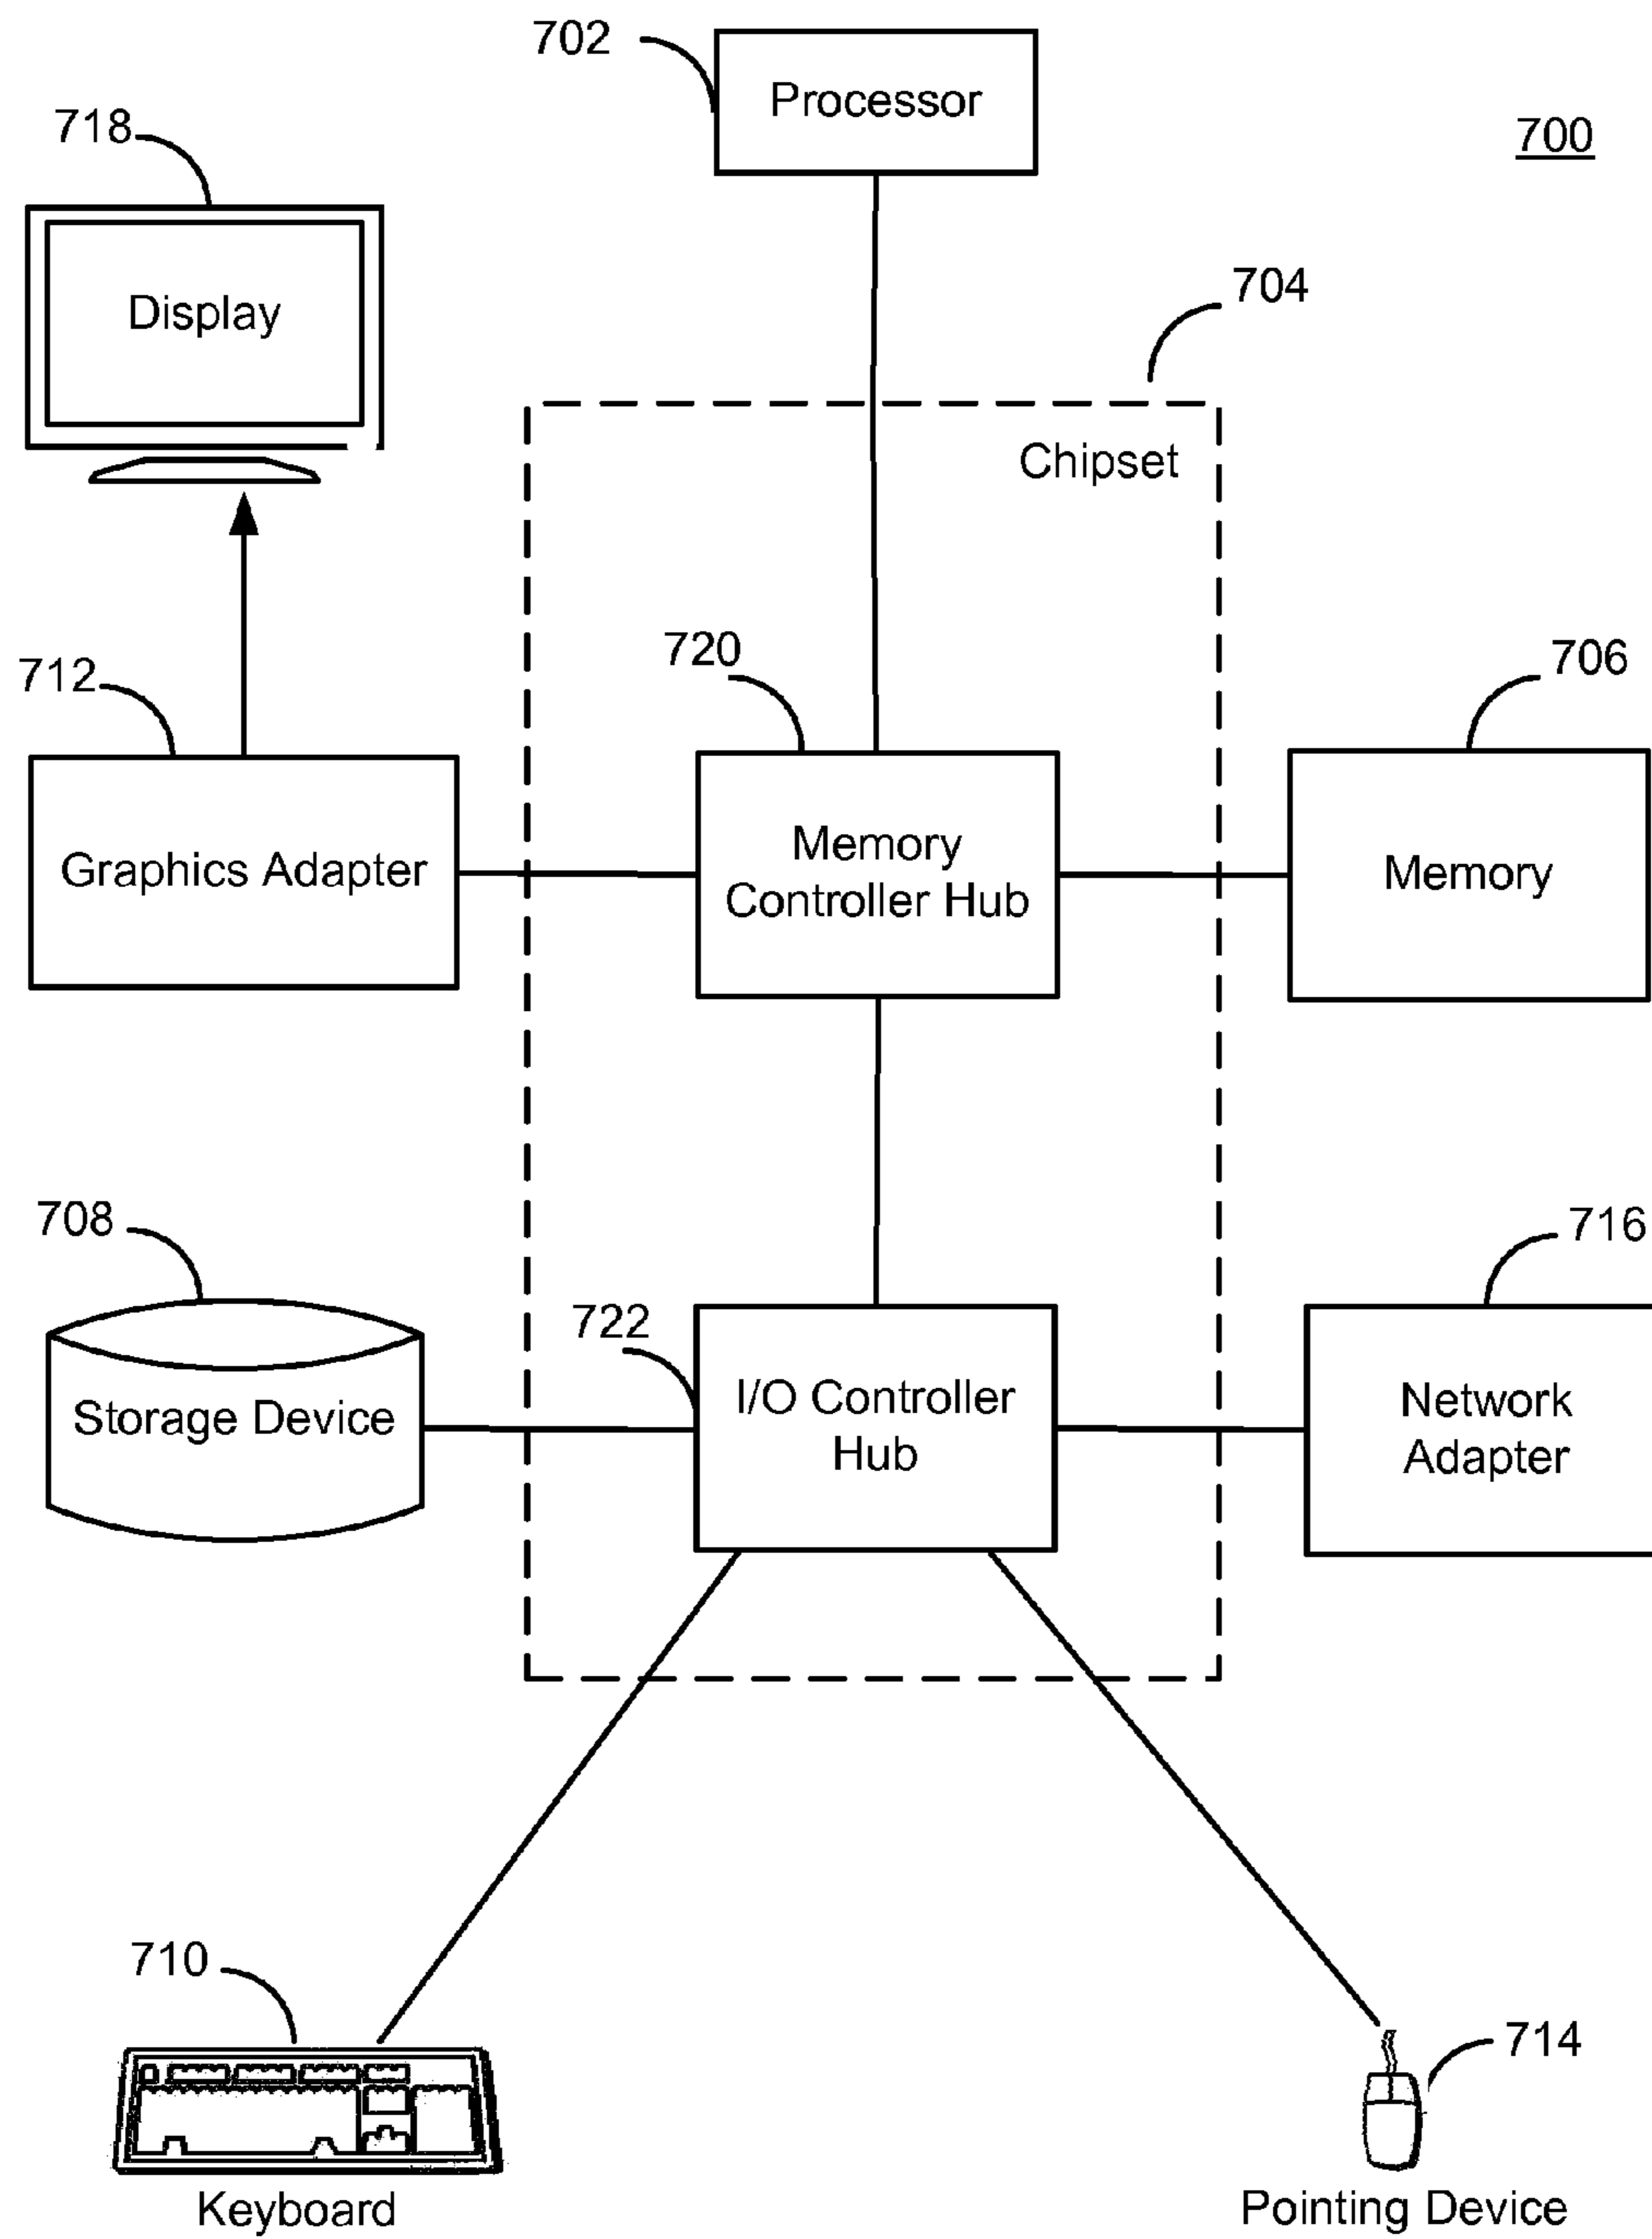 702
Processor
700
718
Display
704
Chipset
720
706
712
Memory
Controller Hub
Graphics Adapter
Memory
708
716
722
I/O Controller
Hub
Storage Device
Network
Adapter
710
714
Keyboard
Pointing Device